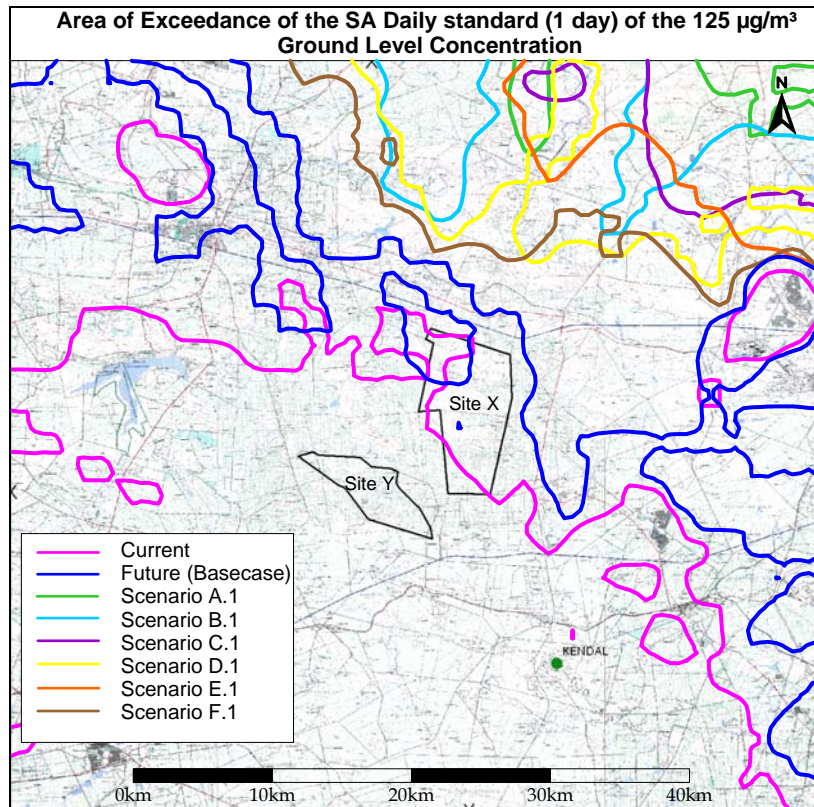 Area of Exceedance of the SA Daily standard (1 day) of the 125 µg/m³
Ground Level Concentration
N
Site X
Site Y
Current
Future (Basecase)
Scenario A.1
Scenario B.1
Scenario C.1
Scenario D.1
Scenario E.1
Scenario F.1
KENDAL
0km 10km 20km 30km 40km